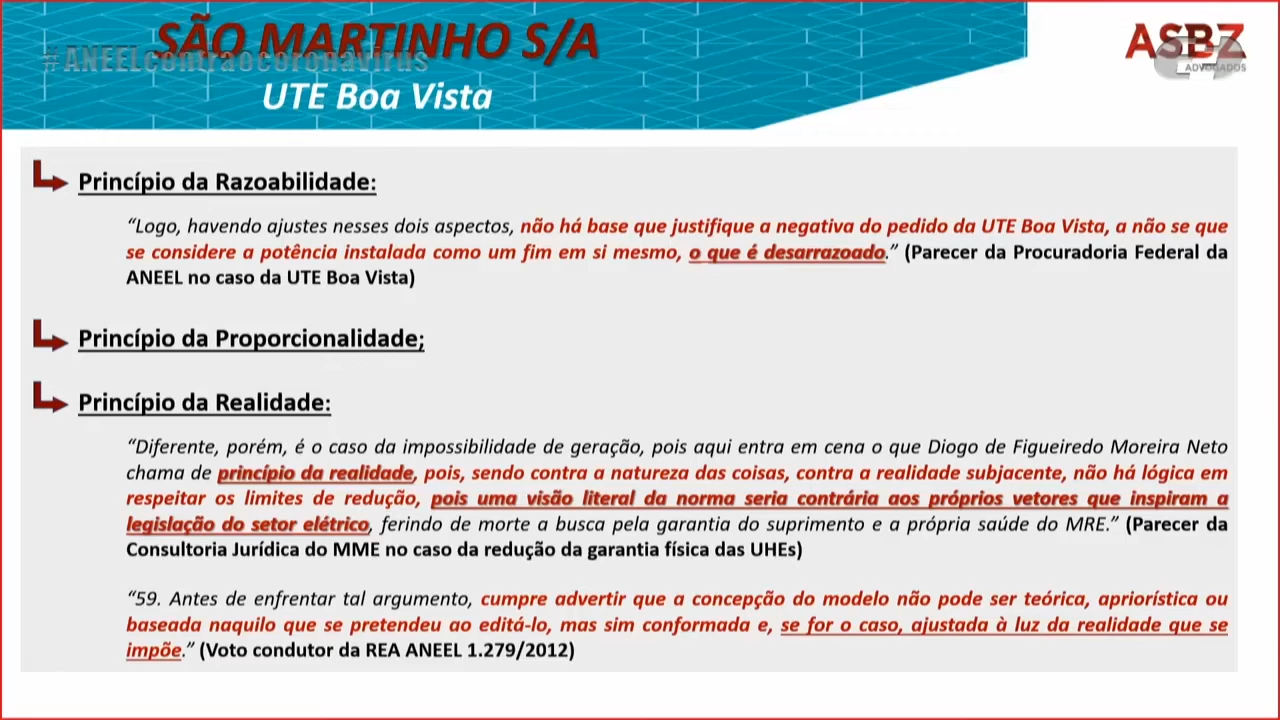 SÃO MARTINHO S/A
#ANEELcontraocoronavírus
UTE Boa Vista
ASBZ
ADVOGADOS
Princípio da Razoabilidade:
“Logo, havendo ajustes nesses dois aspectos, não há base que justifique a negativa do pedido da UTE Boa Vista, a não se que
se considere a potência instalada como um fim em si mesmo, o que é desarrazoado.” (Parecer da Procuradoria Federal da
ANEEL no caso da UTE Boa Vista)
Princípio da Proporcionalidade;
Princípio da Realidade:
“Diferente, porém, é o caso da impossibilidade de geração, pois aqui entra em cena o que Diogo de Figueiredo Moreira Neto
chama de princípio da realidade, pois, sendo contra a natureza das coisas, contra a realidade subjacente, não há lógica em
respeitar os limites de redução, pois uma visão literal da norma seria contrária aos próprios vetores que inspiram a
legislação do setor elétrico, ferindo de morte a busca pela garantia do suprimento e a própria saúde do MRE.” (Parecer da
Consultoria Jurídica do MME no caso da redução da garantia física das UHEs)
“59. Antes de enfrentar tal argumento, cumpre advertir que a concepção do modelo não pode ser teórica, apriorística ou
baseada naquilo que se pretendeu ao editá-lo, mas sim conformada e, se for o caso, ajustada à luz da realidade que se
impõe.” (Voto condutor da REA ANEEL 1.279/2012)